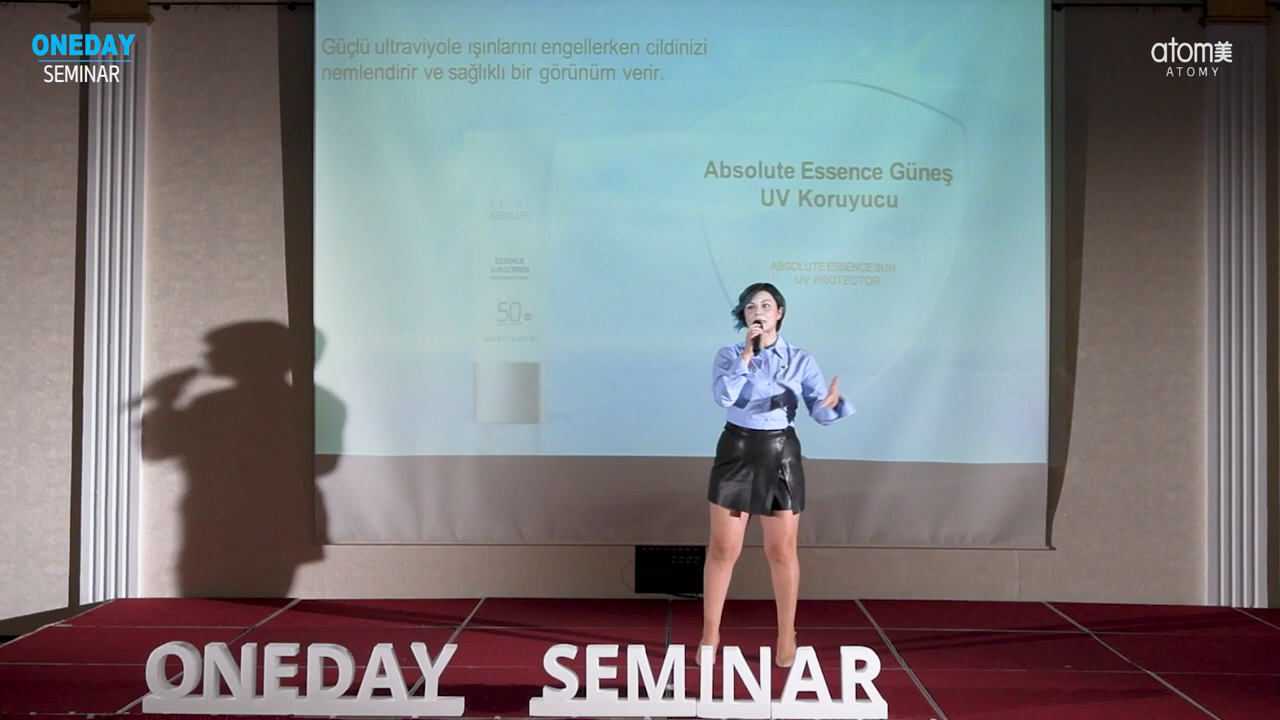 ONEDAY
SEMINAR
atom美
ATOMY
Güçlü ultraviyole ışınlarını engellerken cildinizi
nemlendirir ve sağlıklı bir görünüm verir.
Absolute Essence Güneş
UV Koruyucu
ABSOLUTE ESSENCE SUN
UV PROTECTOR
ATOMY
ABSOLUTE
ESSENCE
SUNSCREEN
50
ONEDAY SEMINAR